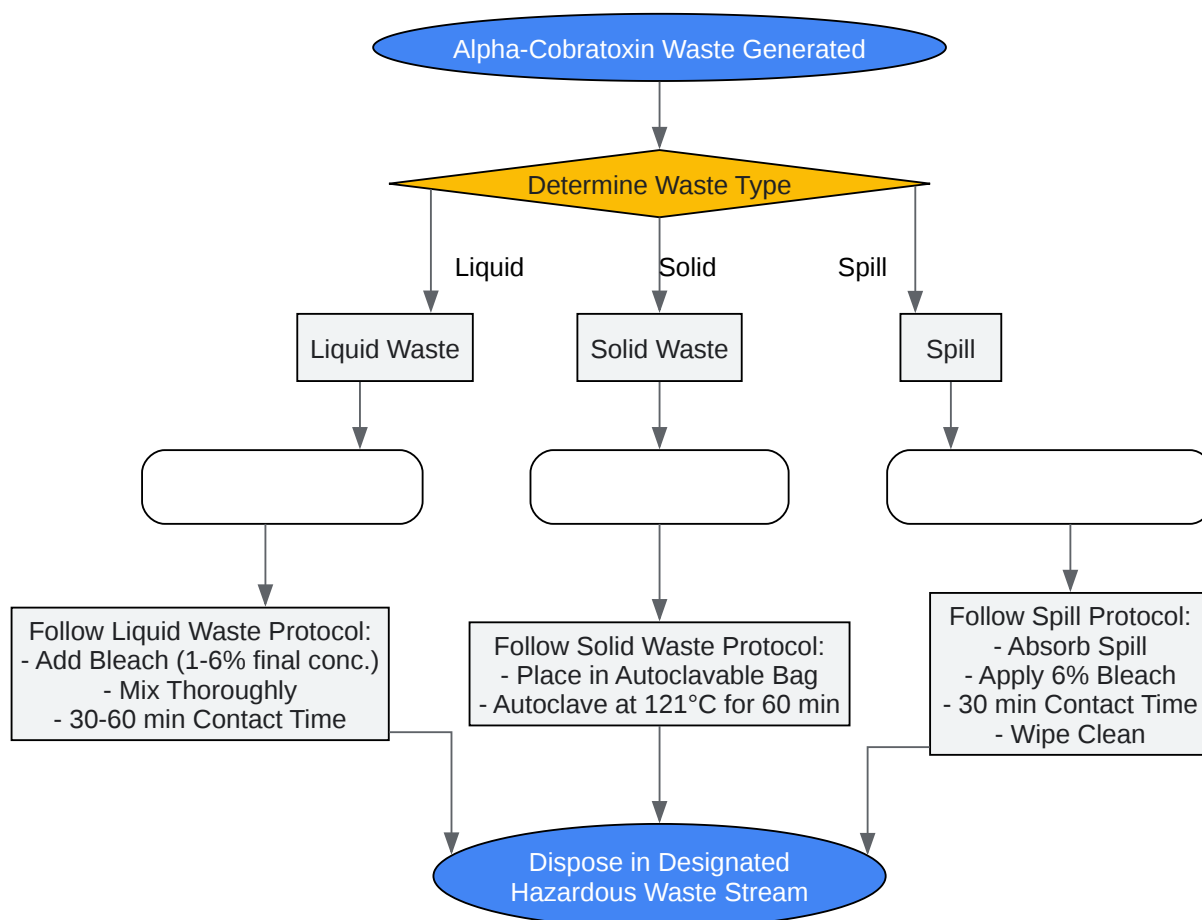 Alpha-Cobratoxin Waste Generated
Determine Waste Type
Liquid
Solid
Spill
Liquid Waste
Solid Waste
Spill
Follow Liquid Waste Protocol:
- Add Bleach (1-6% final conc.)
- Mix Thoroughly
- 30-60 min Contact Time
Follow Solid Waste Protocol:
- Place in Autoclavable Bag
- Autoclave at 121°C for 60 min
Follow Spill Protocol:
- Absorb Spill
- Apply 6% Bleach
- 30 min Contact Time
- Wipe Clean
Dispose in Designated
Hazardous Waste Stream